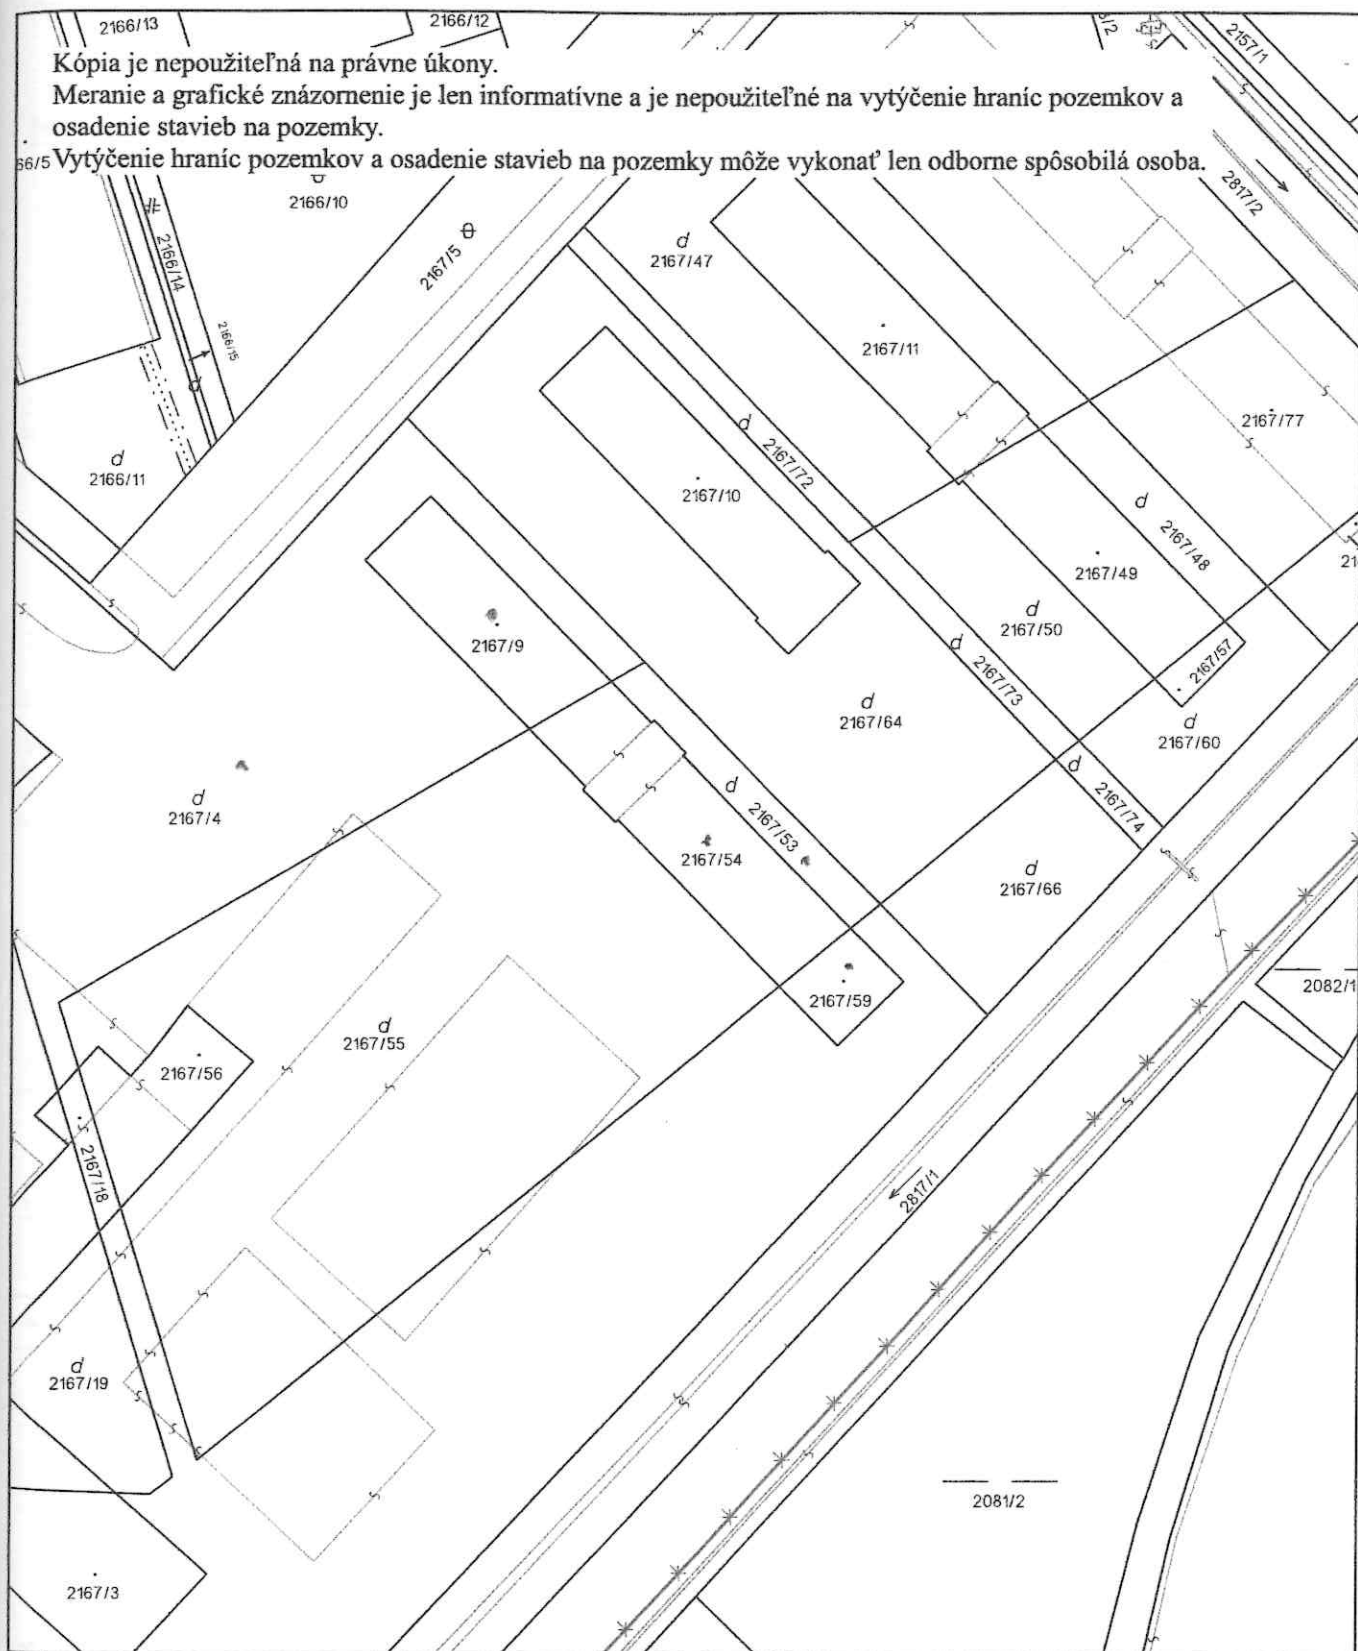 2166/13
2166/12
2157/1
Kópia je nepoužiteľná na právne úkony.
Meranie a grafické znázornenie je len informatívne a je nepoužiteľné na vytýčenie hraníc pozemkov a
osadenie stavieb na pozemky.
66/5 Vytýčenie hraníc pozemkov a osadenie stavieb na pozemky môže vykonať len odborne spôsobilá osoba.
2166/10
2817/2
2166/14
2167/5
d
2167/47
2166/15
2167/11
d
2166/11
d
2167/72
2167/10
2167/77
d
2167/48
2167/49
d
2167/50
2167/9
d
2167/73
2167/57
d
2167/64
d
2167/60
d
2167/4
d
2167/53
d
2167/74
2167/54
d
2167/66
2167/59
2082/1
d
2167/55
2167/56
2167/18
2817/1
d
2167/19
2081/2
2167/3